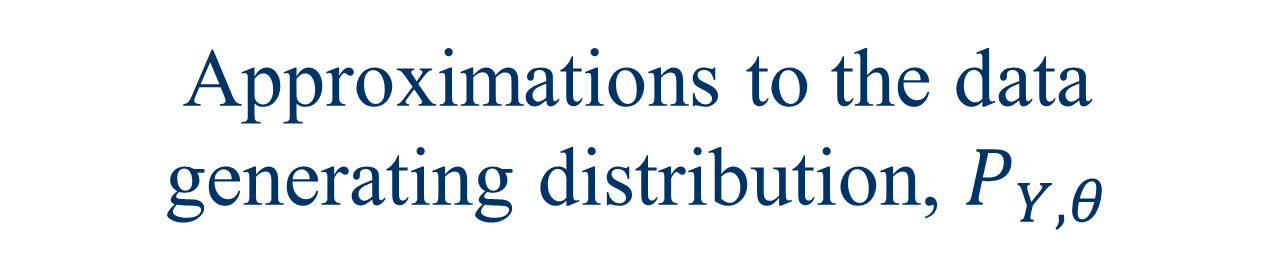 Approximations to the data
generating distribution, P_{Y,θ}